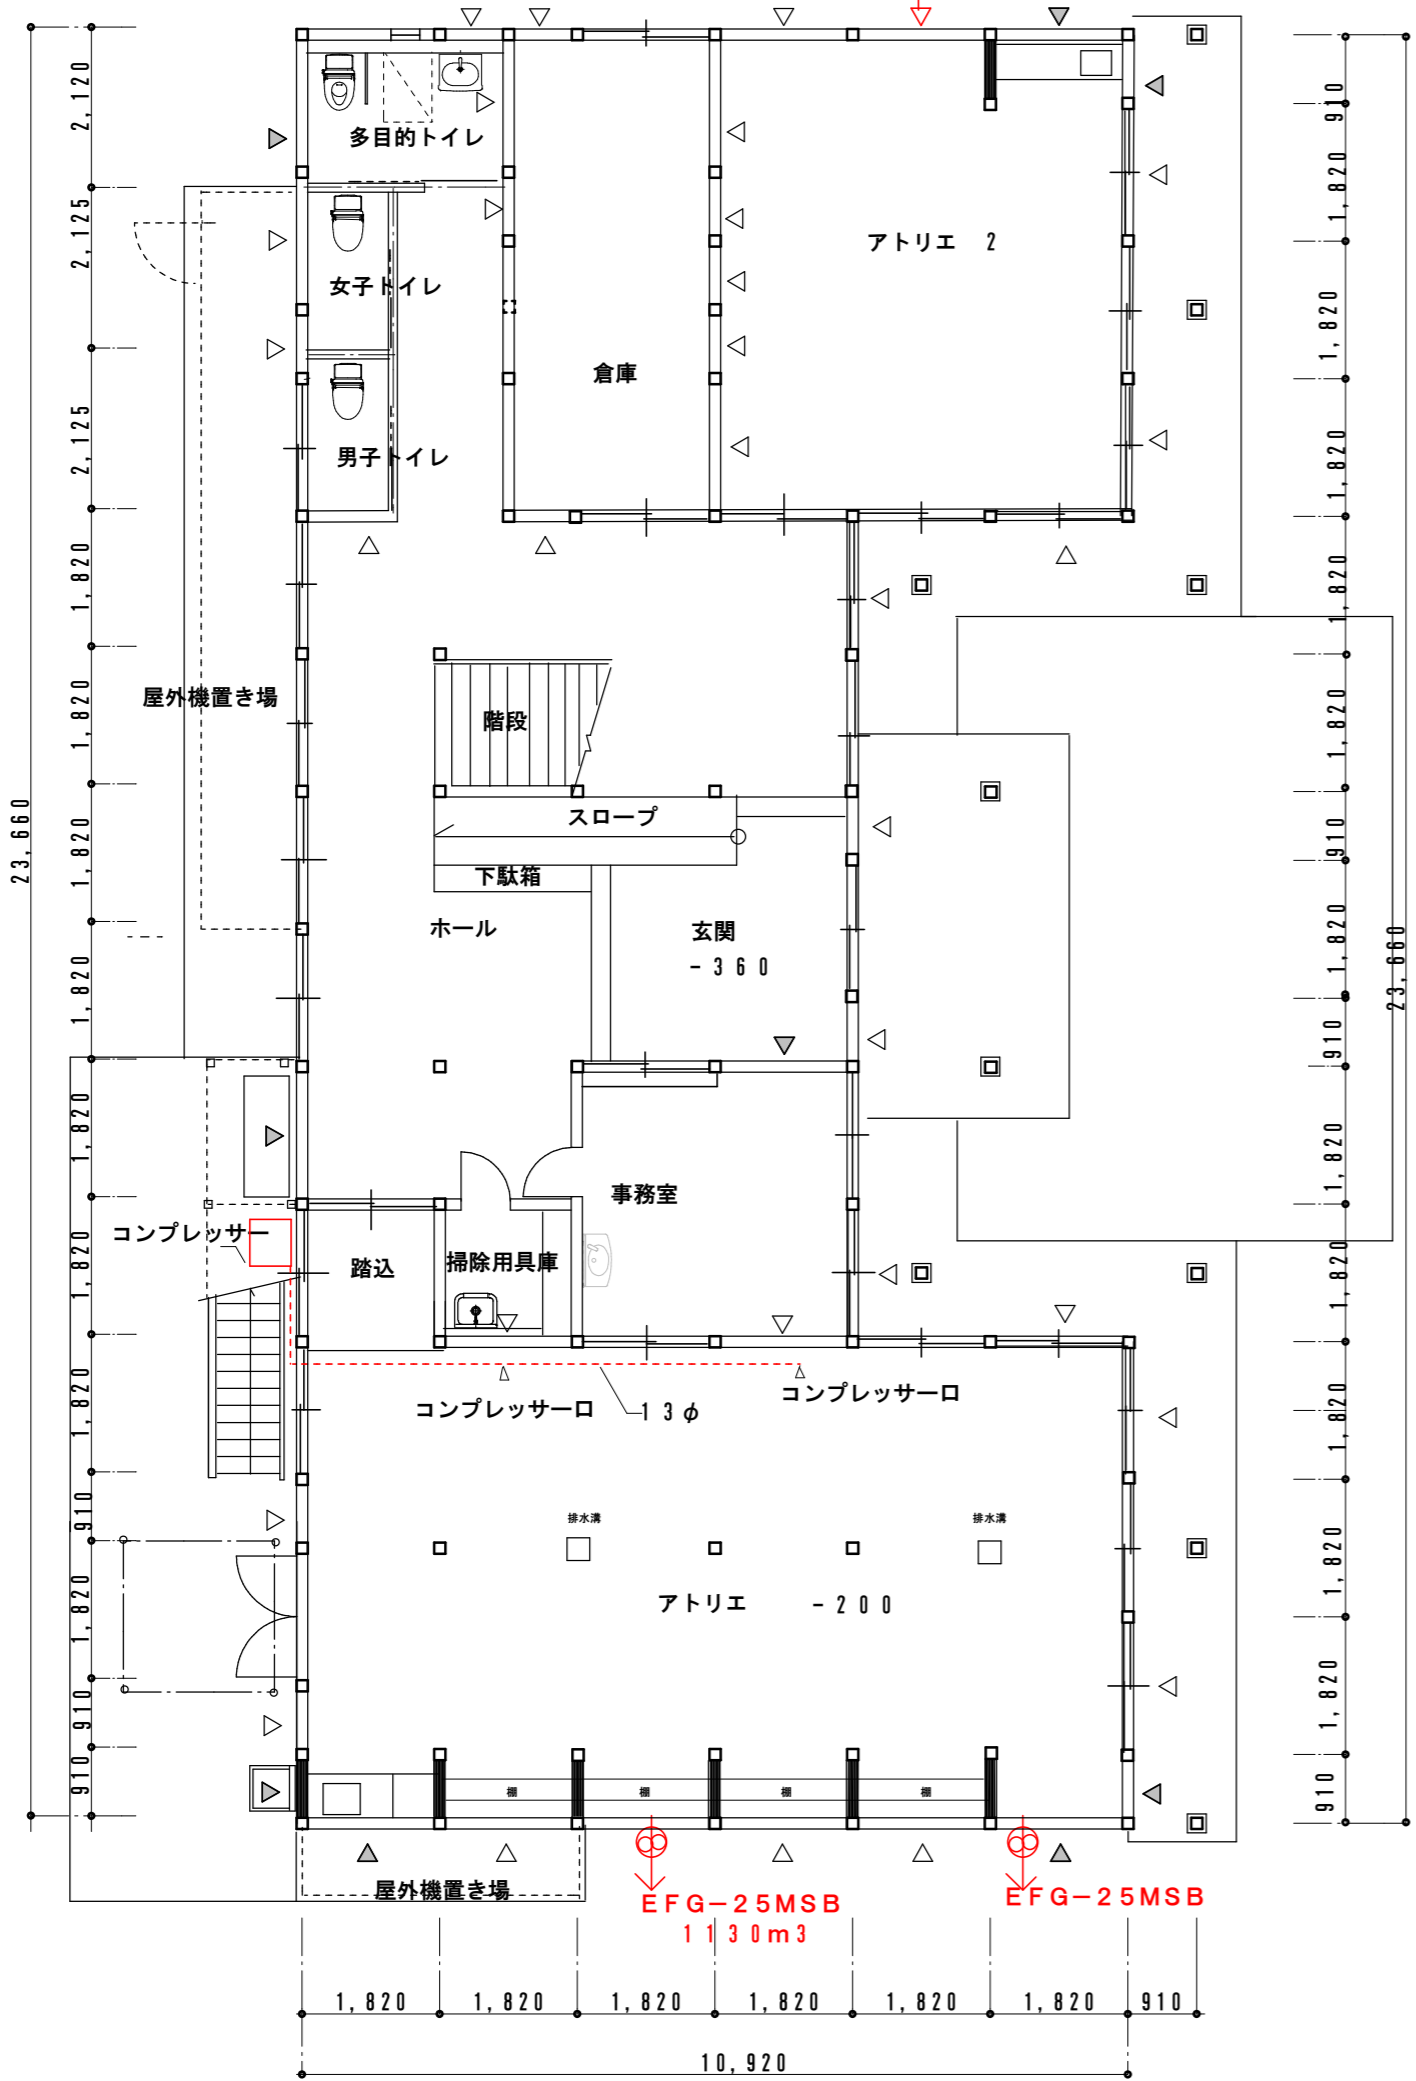 多目的トイレ
女子トイレ
男子トイレ
倉庫
アトリエ 2
屋外機置き場
階段
スロープ
下駄箱
ホール
玄関
-360
事務室
コンプレッサー
踏込
掃除用具庫
コンプレッサー口
13φ
コンプレッサー口
排水溝
排水溝
アトリエ -200
棚
棚
棚
棚
屋外機置き場
EFG-25MSB
1130m3
EFG-25MSB
23,660
2,120
2,125
2,125
1,820
1,820
1,820
1,820
1,820
1,820
1,820
910
1,820
910
910
910
1,820
1,820
1,820
1,820
1,820
910
1,820
910
1,820
1,820
1,820
1,820
1,820
910
23,660
1,820
1,820
1,820
1,820
1,820
1,820
910
10,920